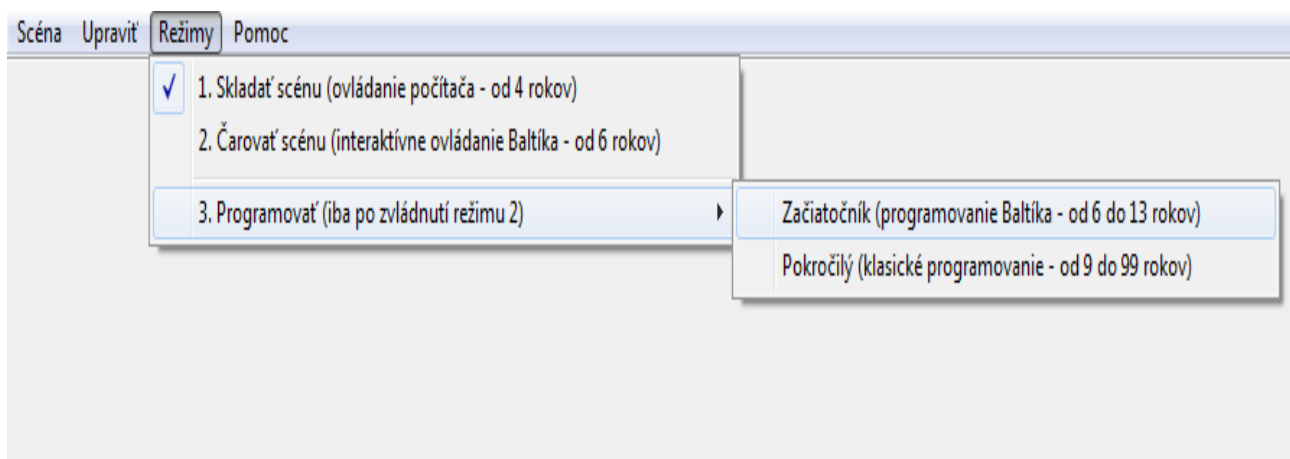 Scéna Upraviť Režimy Pomoc
1. Skladať scénu (ovládanie počítača - od 4 rokov)
2. Čarovať scénu (interaktívne ovládanie Baltíka - od 6 rokov)
3. Programovať (iba po zvládnutí režimu 2)
Začiatočník (programovanie Baltíka - od 6 do 13 rokov)
Pokročilý (klasické programovanie - od 9 do 99 rokov)